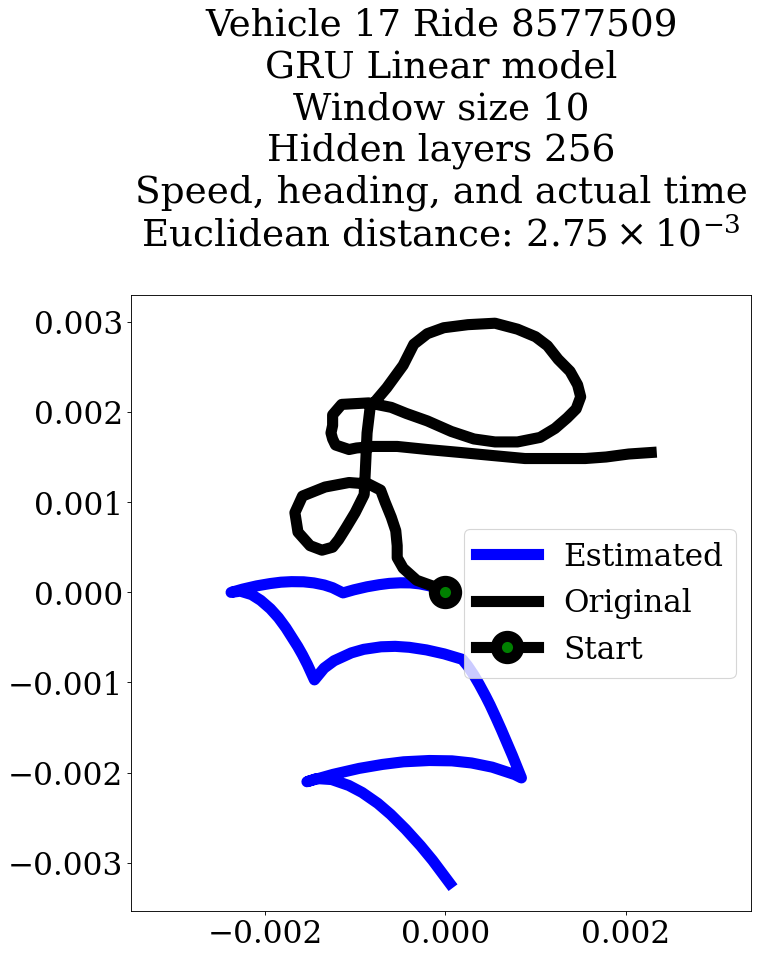 Vehicle 17 Ride 8577509
GRU Linear model
Window size 10
Hidden layers 256
Speed, heading, and actual time
Euclidean distance: 2.75 × 10⁻³
0.003
0.002
0.001
0.000
−0.001
−0.002
−0.003
Estimated
Original
Start
−0.002 0.000 0.002